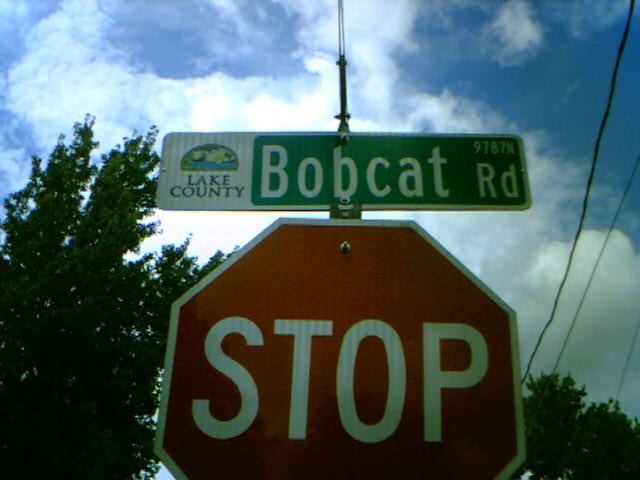 LAKE
COUNTY
Bobcat Rd
9787N
STOP